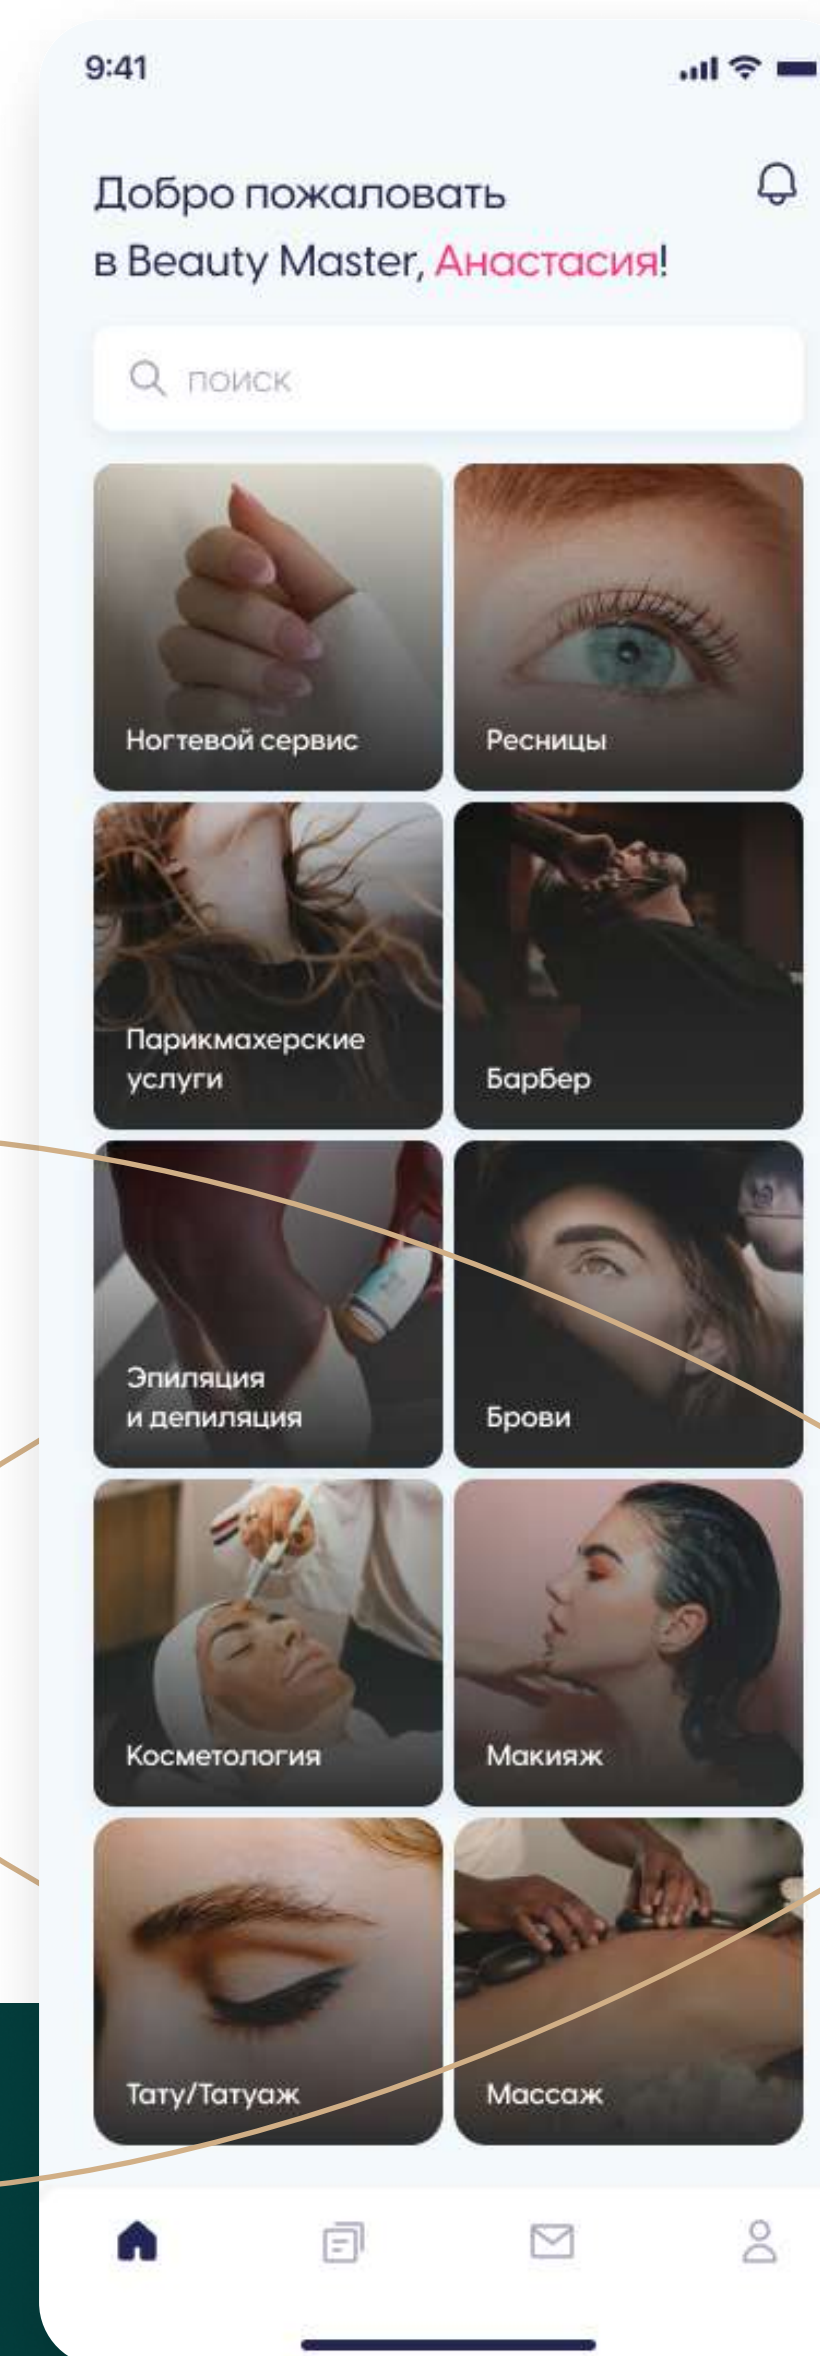 9:41
Добро пожаловать
в Beauty Master, Анастасия!
поиск
Ногтевой сервис
Ресницы
Парикмахерские
услуги
Барбер
Эпиляция
и депиляция
Брови
Косметология
Макияж
Тату/Татуаж
Массаж